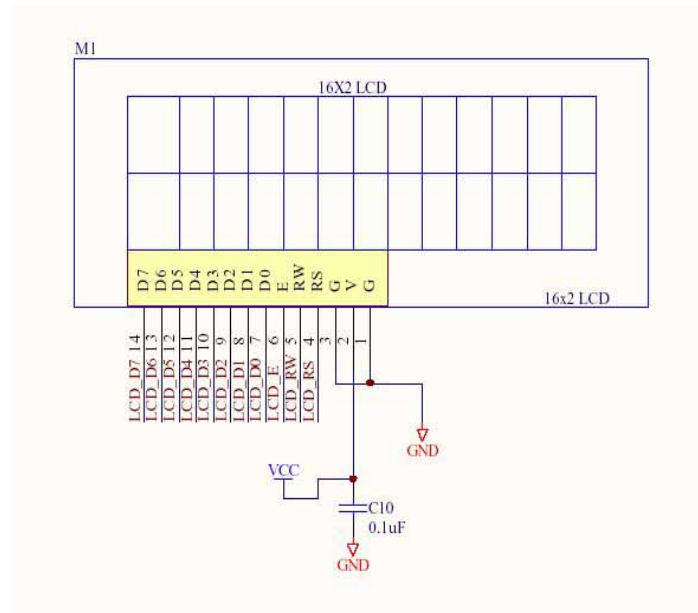 M1
16X2 LCD
D7 D6 D5 D4 D3 D2 D1 D0 E RW RS G V G
16x2 LCD
14 13 12 11 10 9 8 7 6 5 4 3 2 1
LCD_D7 LCD_D6 LCD_D5 LCD_D4 LCD_D3 LCD_D2 LCD_D1 LCD_D0 LCD_E LCD_RW LCD_RS
GND
VCC
C10
0.1uF
GND